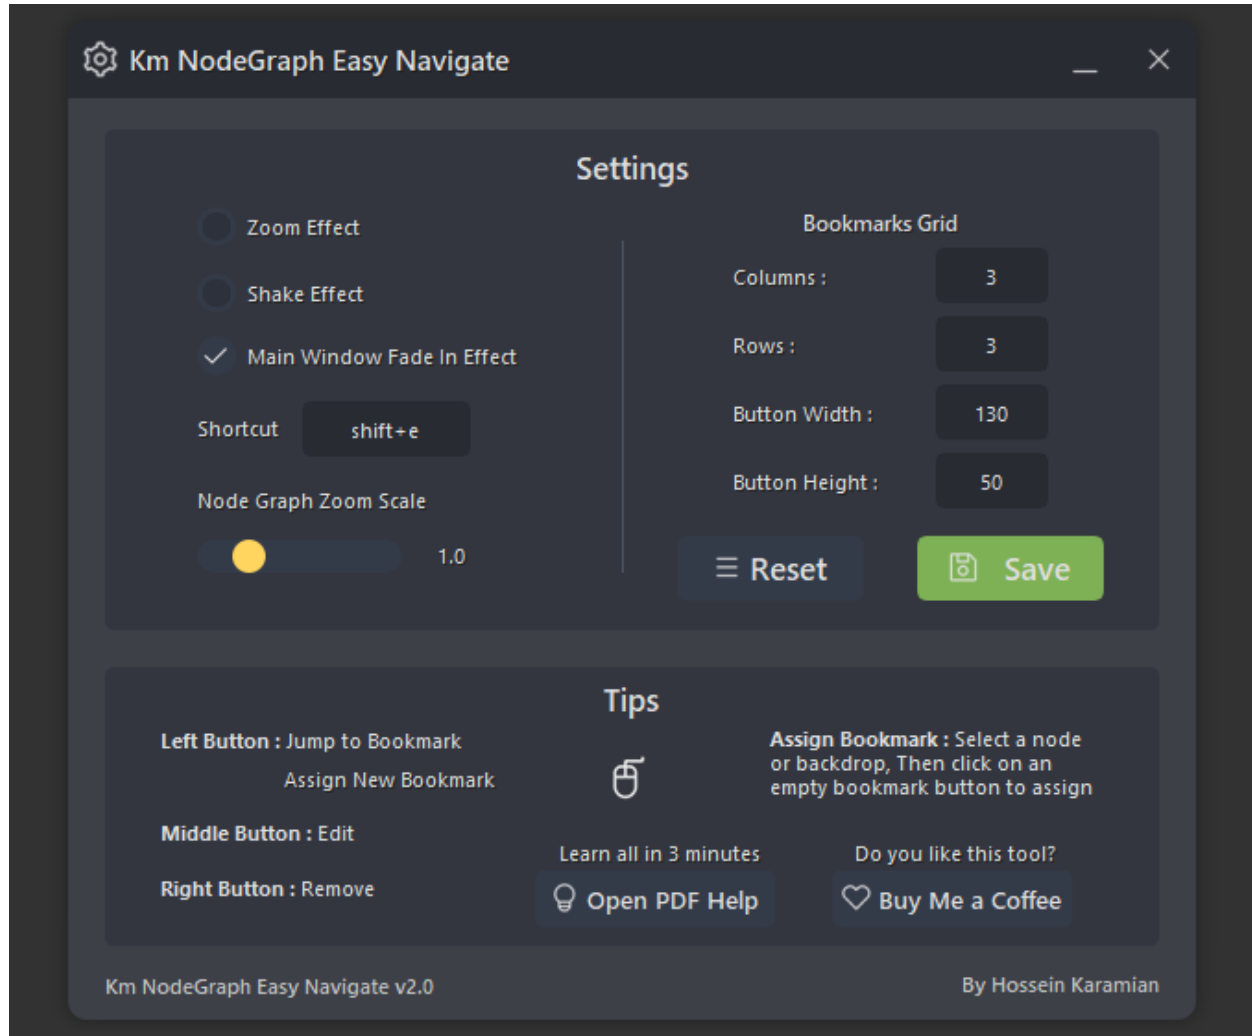 Km NodeGraph Easy Navigate
Settings
Zoom Effect
Shake Effect
Main Window Fade In Effect
Shortcut shift+e
Node Graph Zoom Scale
1.0
Bookmarks Grid
Columns : 3
Rows : 3
Button Width : 130
Button Height : 50
Reset
Save
Tips
Left Button : Jump to Bookmark
Assign New Bookmark
Middle Button : Edit
Right Button : Remove
Assign Bookmark : Select a node
or backdrop, Then click on an
empty bookmark button to assign
Learn all in 3 minutes
Open PDF Help
Do you like this tool?
Buy Me a Coffee
Km NodeGraph Easy Navigate v2.0
By Hossein Karamian